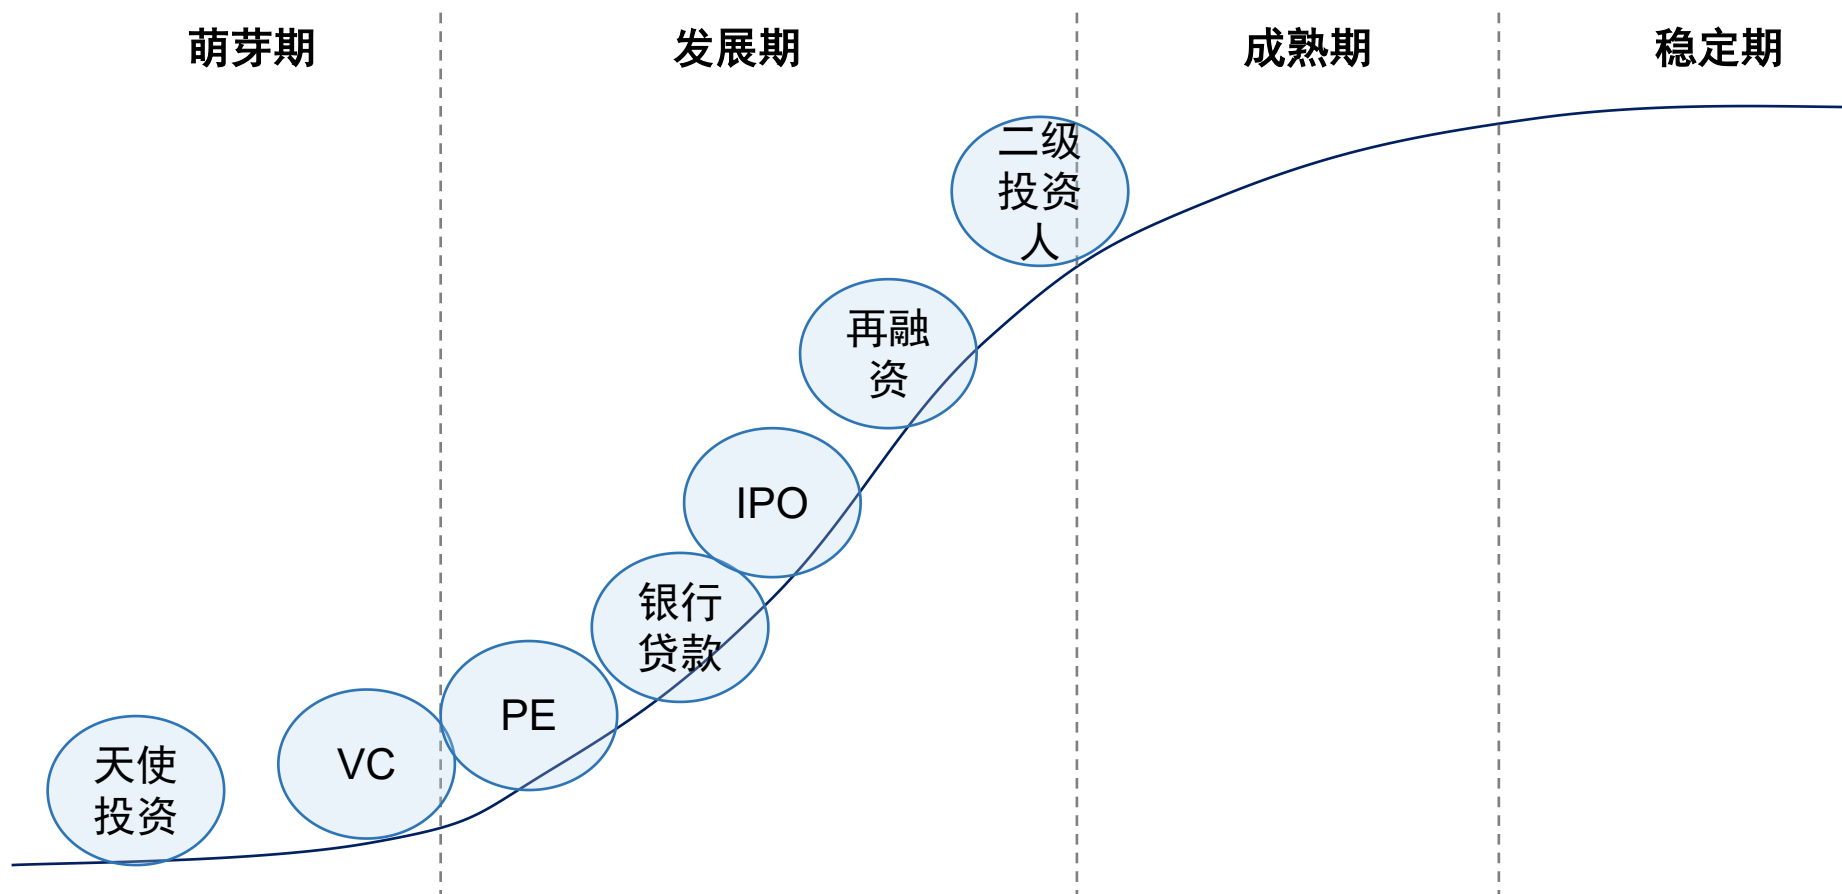 萌芽期
发展期
成熟期
稳定期
二级
投资
人
再融
资
IPO
银行
贷款
PE
VC
天使
投资